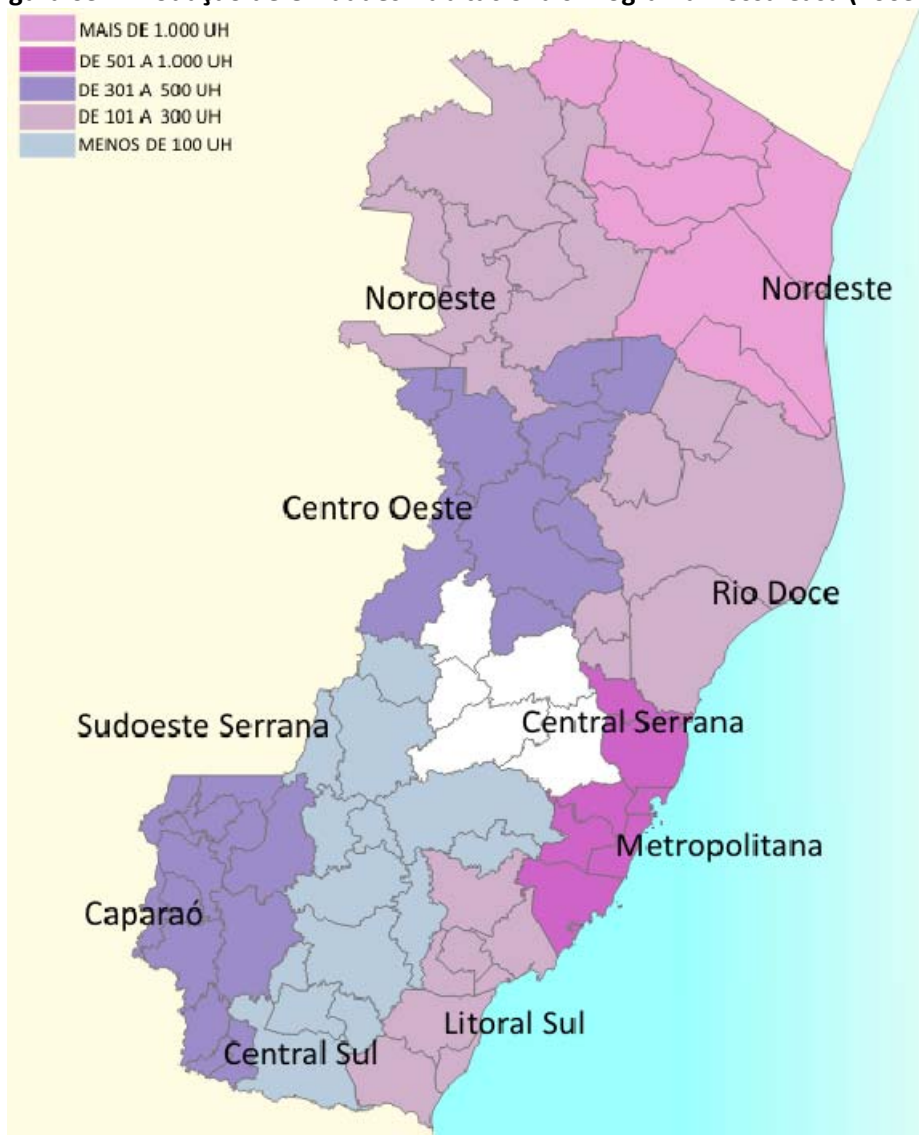 MAIS DE 1.000 UH
DE 501 A 1.000 UH
DE 301 A 500 UH
DE 101 A 300 UH
MENOS DE 100 UH
Nordeste
Noroeste
Centro Oeste
Rio Doce
Sudoeste Serrana
Central Serrana
Metropolitana
Caparaó
Litoral Sul
Central Sul